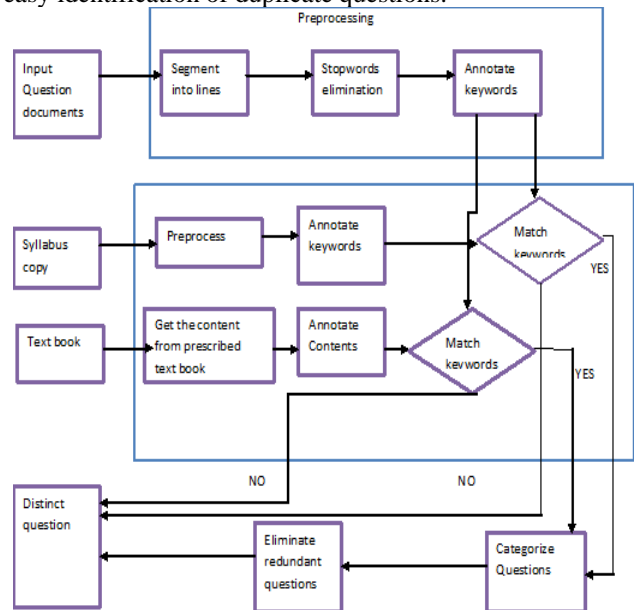 easy identification of duplicate questions.
Preprocessing
Input
Question
documents
Segment
into lines
Stopwords
elimination
Annotate
keywords
Syllabus
copy
Preprocess
Annotate
keywords
Match
keywords
YES
Text book
Get the content
from prescribed
text book
Annotate
Contents
Match
keywords
YES
NO
NO
Distinct
question
Eliminate
redundant
questions
Categorize
Questions